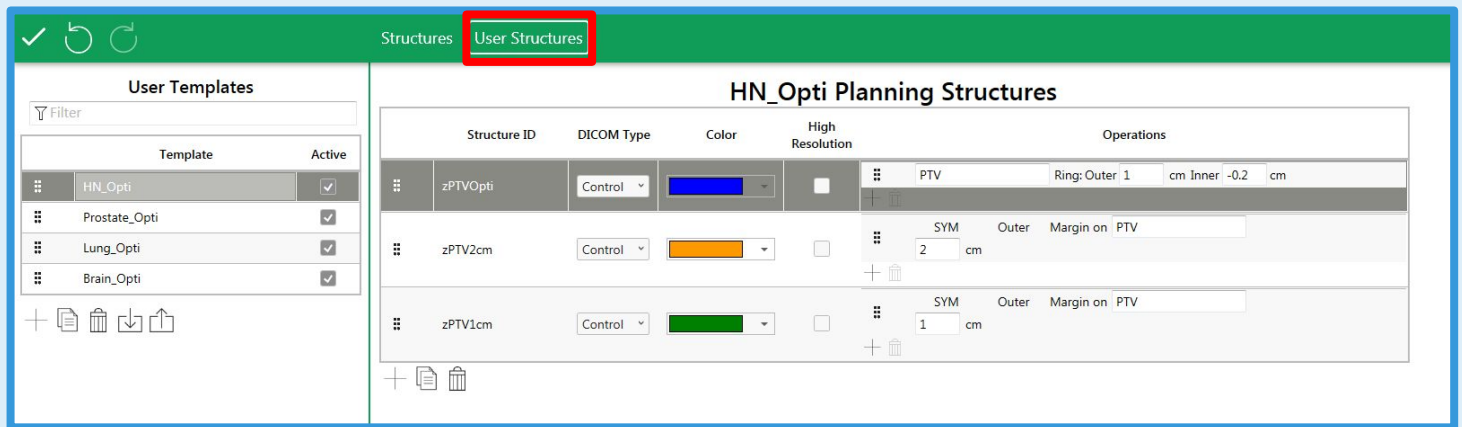 Structures User Structures
User Templates
Filter
Template Active
HN_Opti
Prostate_Opti
Lung_Opti
Brain_Opti
HN_Opti Planning Structures
Structure ID DICOM Type Color High Resolution Operations
zPTVOpti Control PTV Ring: Outer 1 cm Inner -0.2 cm
zPTV2cm Control SYM Outer Margin on PTV
2 cm
zPTV1cm Control SYM Outer Margin on PTV
1 cm